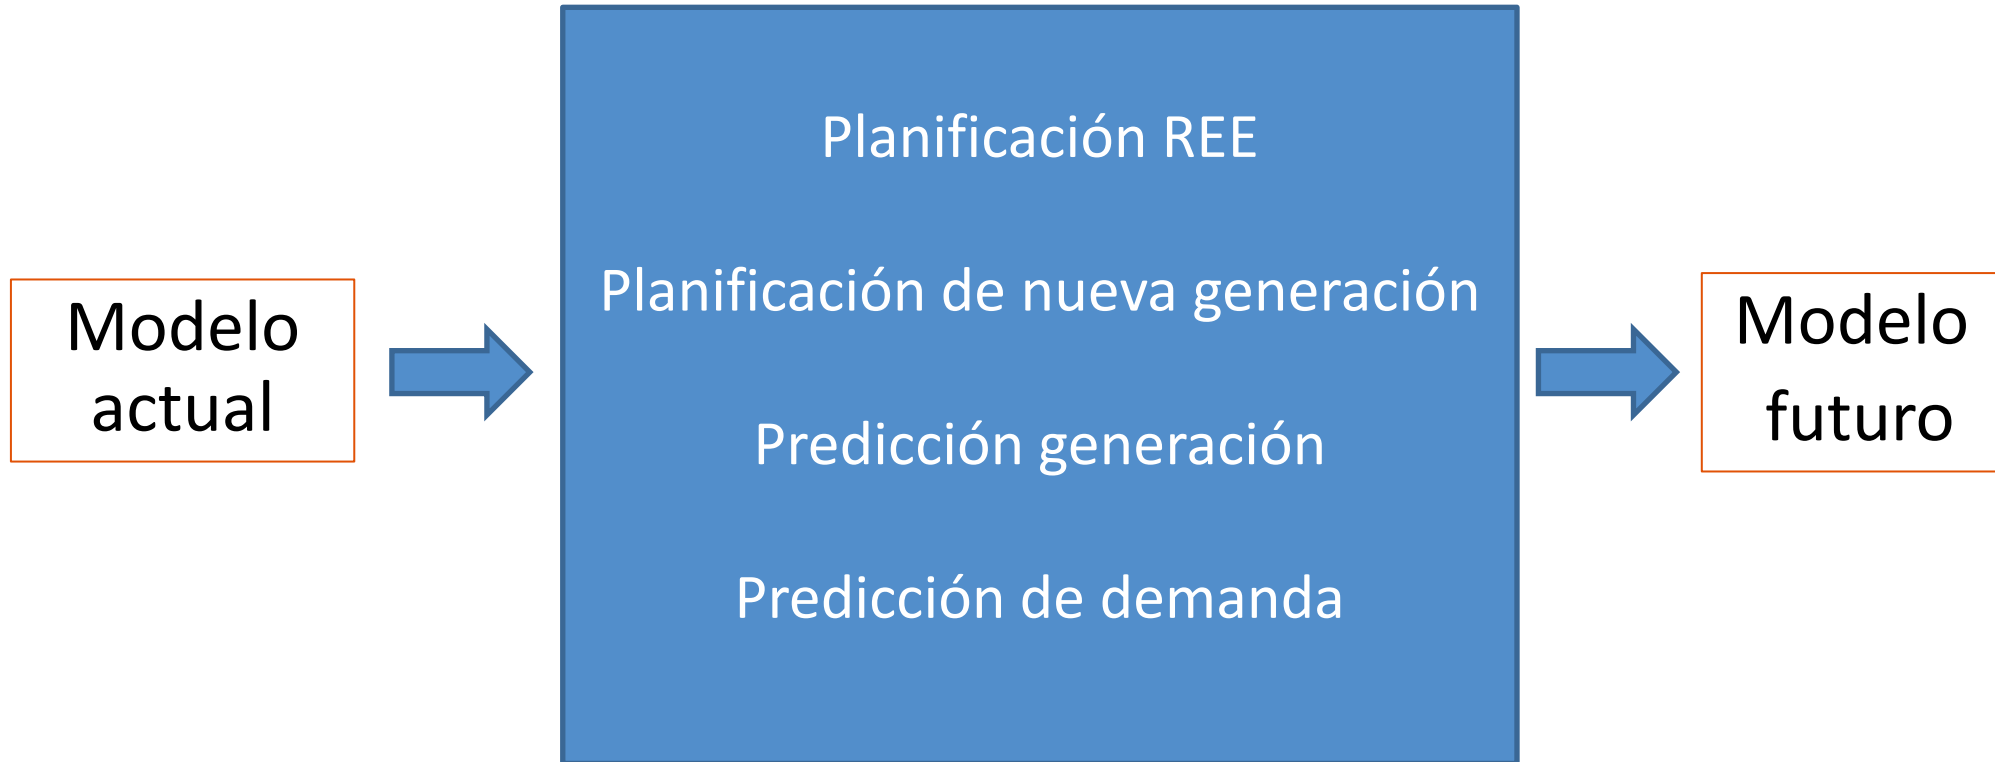 Modelo
actual
Planificación REE
Planificación de nueva generación
Predicción generación
Predicción de demanda
Modelo
futuro